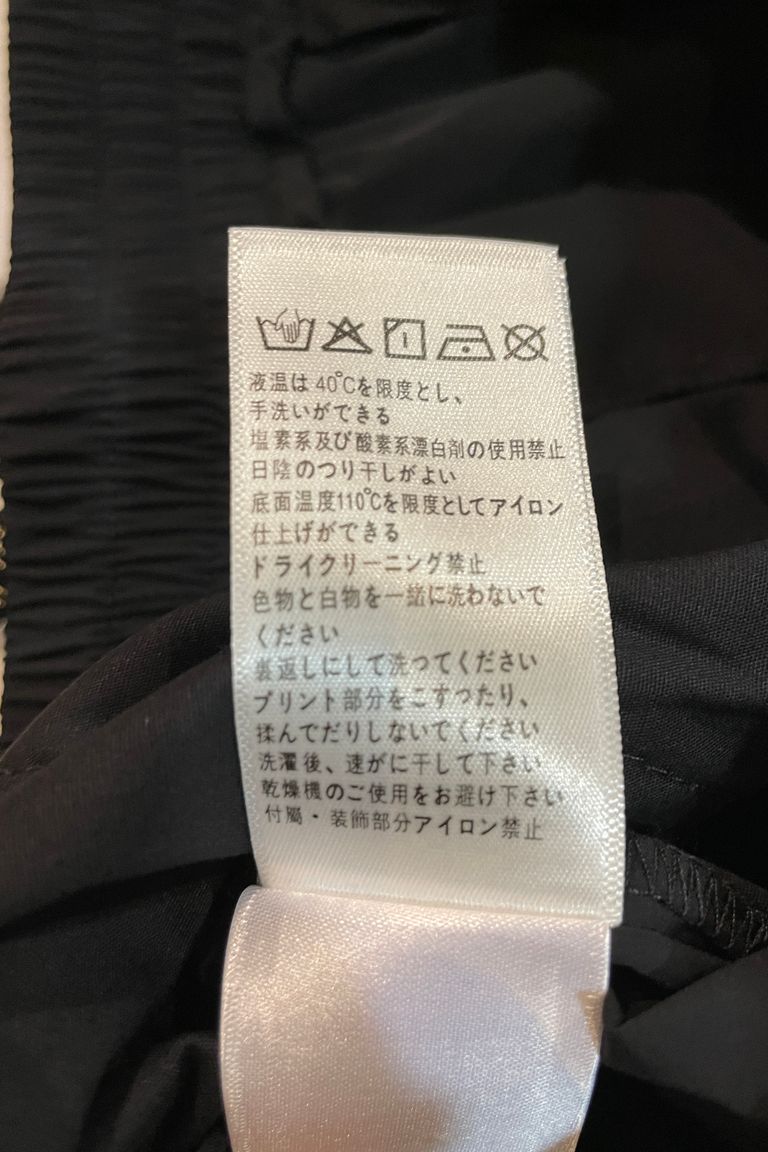 液温は 40℃を限度とし、
手洗いができる
塩素系及び酸素系漂白剤の使用禁止
日陰のつり干しがよい
底面温度110℃を限度としてアイロン
仕上げができる
ドライクリーニング禁止
色物と白物を一緒に洗わないで
ください
裏返しにして洗ってください
プリント部分をこすったり、
揉んでだりしないでください
洗濯後、速がに干して下さい
乾燥機のご使用をお避け下さい
付属・装飾部分アイロン禁止